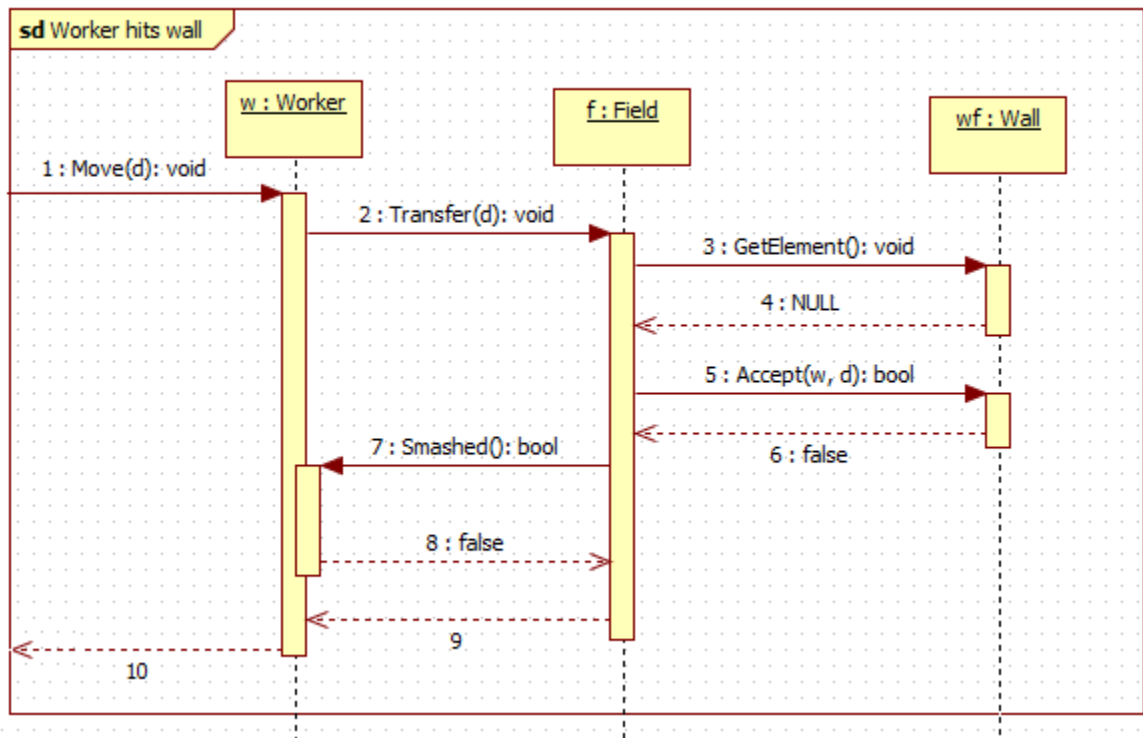 sd Worker hits wall
w : Worker
f : Field
wf : Wall
1 : Move(d): void
2 : Transfer(d): void
3 : GetElement(): void
4 : NULL
5 : Accept(w, d): bool
6 : false
7 : Smashed(): bool
8 : false
9
10